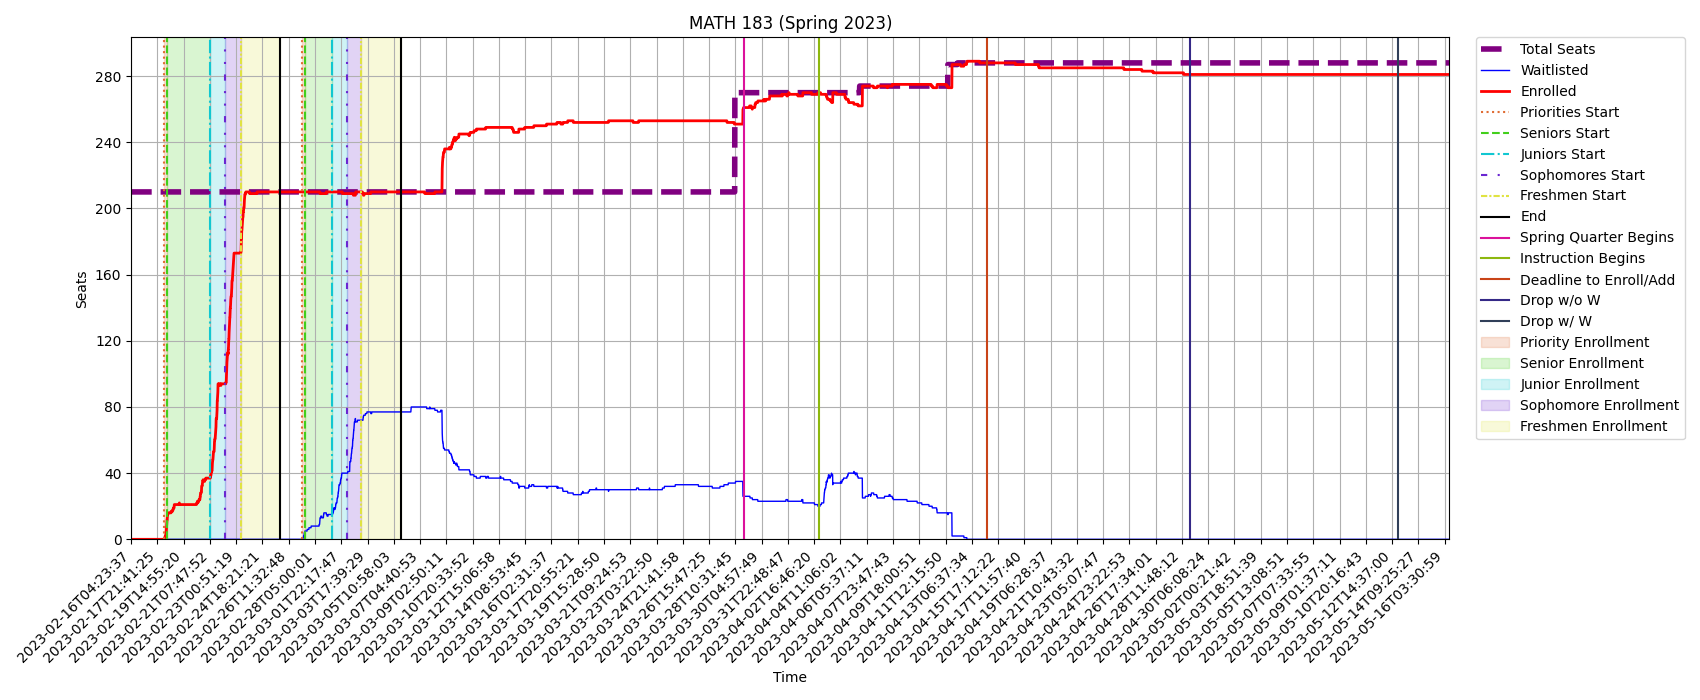 MATH 183 (Spring 2023)
Seats
280
240
200
160
120
80
40
0
2023-02-16T04:23:37
2023-02-17T21:41:25
2023-02-19T14:55:20
2023-02-21T07:47:52
2023-02-23T00:51:19
2023-02-24T18:21:21
2023-02-26T11:32:48
2023-02-28T05:00:01
2023-03-01T22:17:47
2023-03-03T17:39:29
2023-03-05T10:58:03
2023-03-07T04:40:53
2023-03-09T02:50:11
2023-03-10T20:33:52
2023-03-12T15:06:58
2023-03-14T08:53:45
2023-03-16T02:31:37
2023-03-17T20:55:21
2023-03-19T15:28:50
2023-03-21T09:24:53
2023-03-23T03:22:50
2023-03-24T21:41:58
2023-03-26T15:47:25
2023-03-28T10:31:45
2023-03-30T04:57:49
2023-03-31T22:48:47
2023-04-02T16:46:20
2023-04-04T11:06:02
2023-04-06T05:37:11
2023-04-07T23:47:43
2023-04-09T18:00:51
2023-04-11T12:15:50
2023-04-13T06:37:34
2023-04-15T17:12:22
2023-04-17T11:57:40
2023-04-19T06:28:37
2023-04-21T10:43:32
2023-04-23T05:07:47
2023-04-24T23:22:53
2023-04-26T17:34:01
2023-04-28T11:48:12
2023-04-30T06:08:24
2023-05-02T00:21:42
2023-05-03T18:51:39
2023-05-05T13:08:51
2023-05-07T07:33:55
2023-05-09T01:37:11
2023-05-10T20:16:43
2023-05-12T14:37:00
2023-05-14T09:25:27
2023-05-16T03:30:59
Time
Total Seats
Waitlisted
Enrolled
Priorities Start
Seniors Start
Juniors Start
Sophomores Start
Freshmen Start
End
Spring Quarter Begins
Instruction Begins
Deadline to Enroll/Add
Drop w/o W
Drop w/ W
Priority Enrollment
Senior Enrollment
Junior Enrollment
Sophomore Enrollment
Freshmen Enrollment